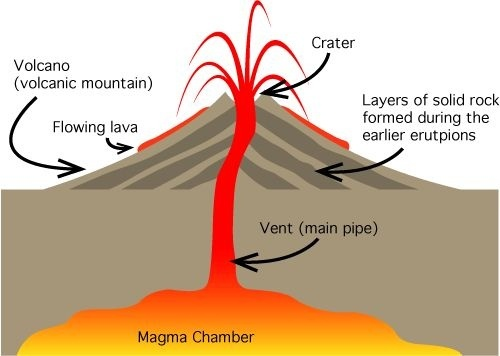 Crater
Volcano
(volcanic mountain)
Layers of solid rock
formed during the
earlier erutpions
Flowing lava
Vent (main pipe)
Magma Chamber